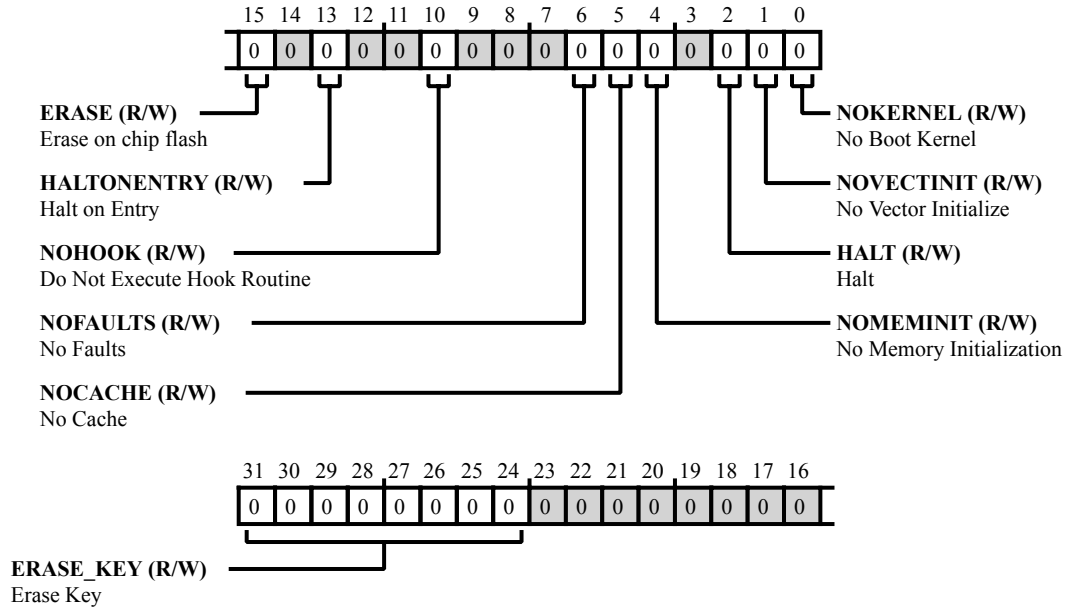 15 14 13 12 11 10 9 8 7 6 5 4 3 2 1 0
0 0 0 0 0 0 0 0 0 0 0 0 0 0 0 0
ERASE (R/W)
Erase on chip flash
HALTONENTRY (R/W)
Halt on Entry
NOHOOK (R/W)
Do Not Execute Hook Routine
NOFAULTS (R/W)
No Faults
NOCACHE (R/W)
No Cache
NOKERNEL (R/W)
No Boot Kernel
NOVECTINIT (R/W)
No Vector Initialize
HALT (R/W)
Halt
NOMEMINIT (R/W)
No Memory Initialization
31 30 29 28 27 26 25 24 23 22 21 20 19 18 17 16
0 0 0 0 0 0 0 0 0 0 0 0 0 0 0 0
ERASE_KEY (R/W)
Erase Key